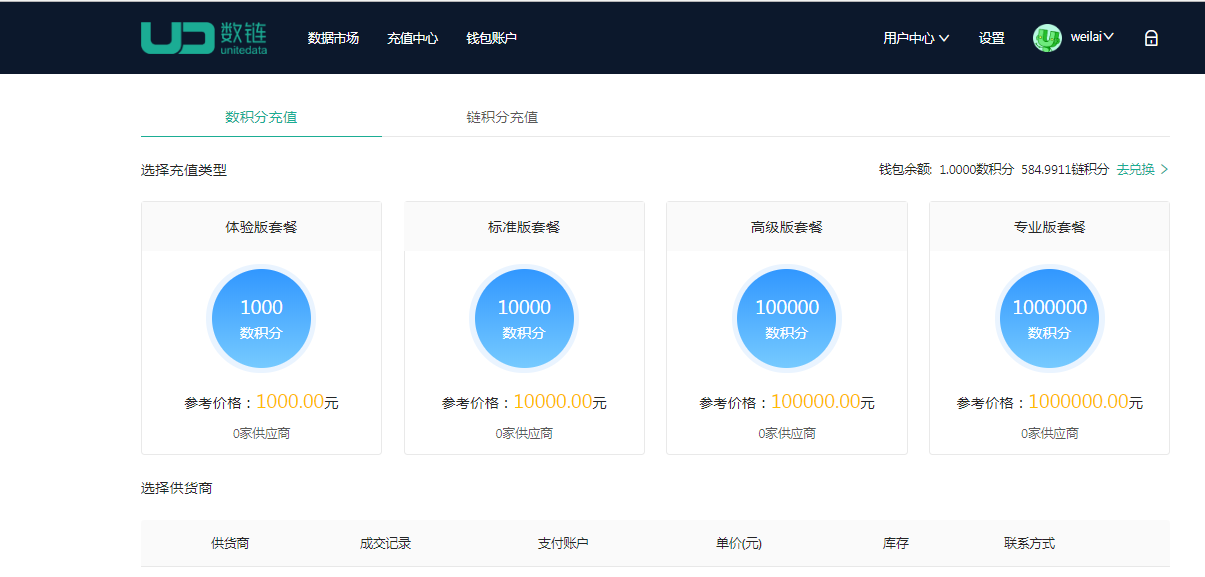 UD 数链 unitedata 数据市场 充值中心 钱包账户 用户中心 设置 weilai
数积分充值 链积分充值
选择充值类型 钱包余额: 1.0000数积分 584.9911链积分 去兑换 >
体验版套餐 标准版套餐 高级版套餐 专业版套餐
1000 10000 100000 1000000
数积分 数积分 数积分 数积分
参考价格：1000.00元 参考价格：10000.00元 参考价格：100000.00元 参考价格：1000000.00元
0家供应商 0家供应商 0家供应商 0家供应商
选择供货商
供货商 成交记录 支付账户 单价(元) 库存 联系方式